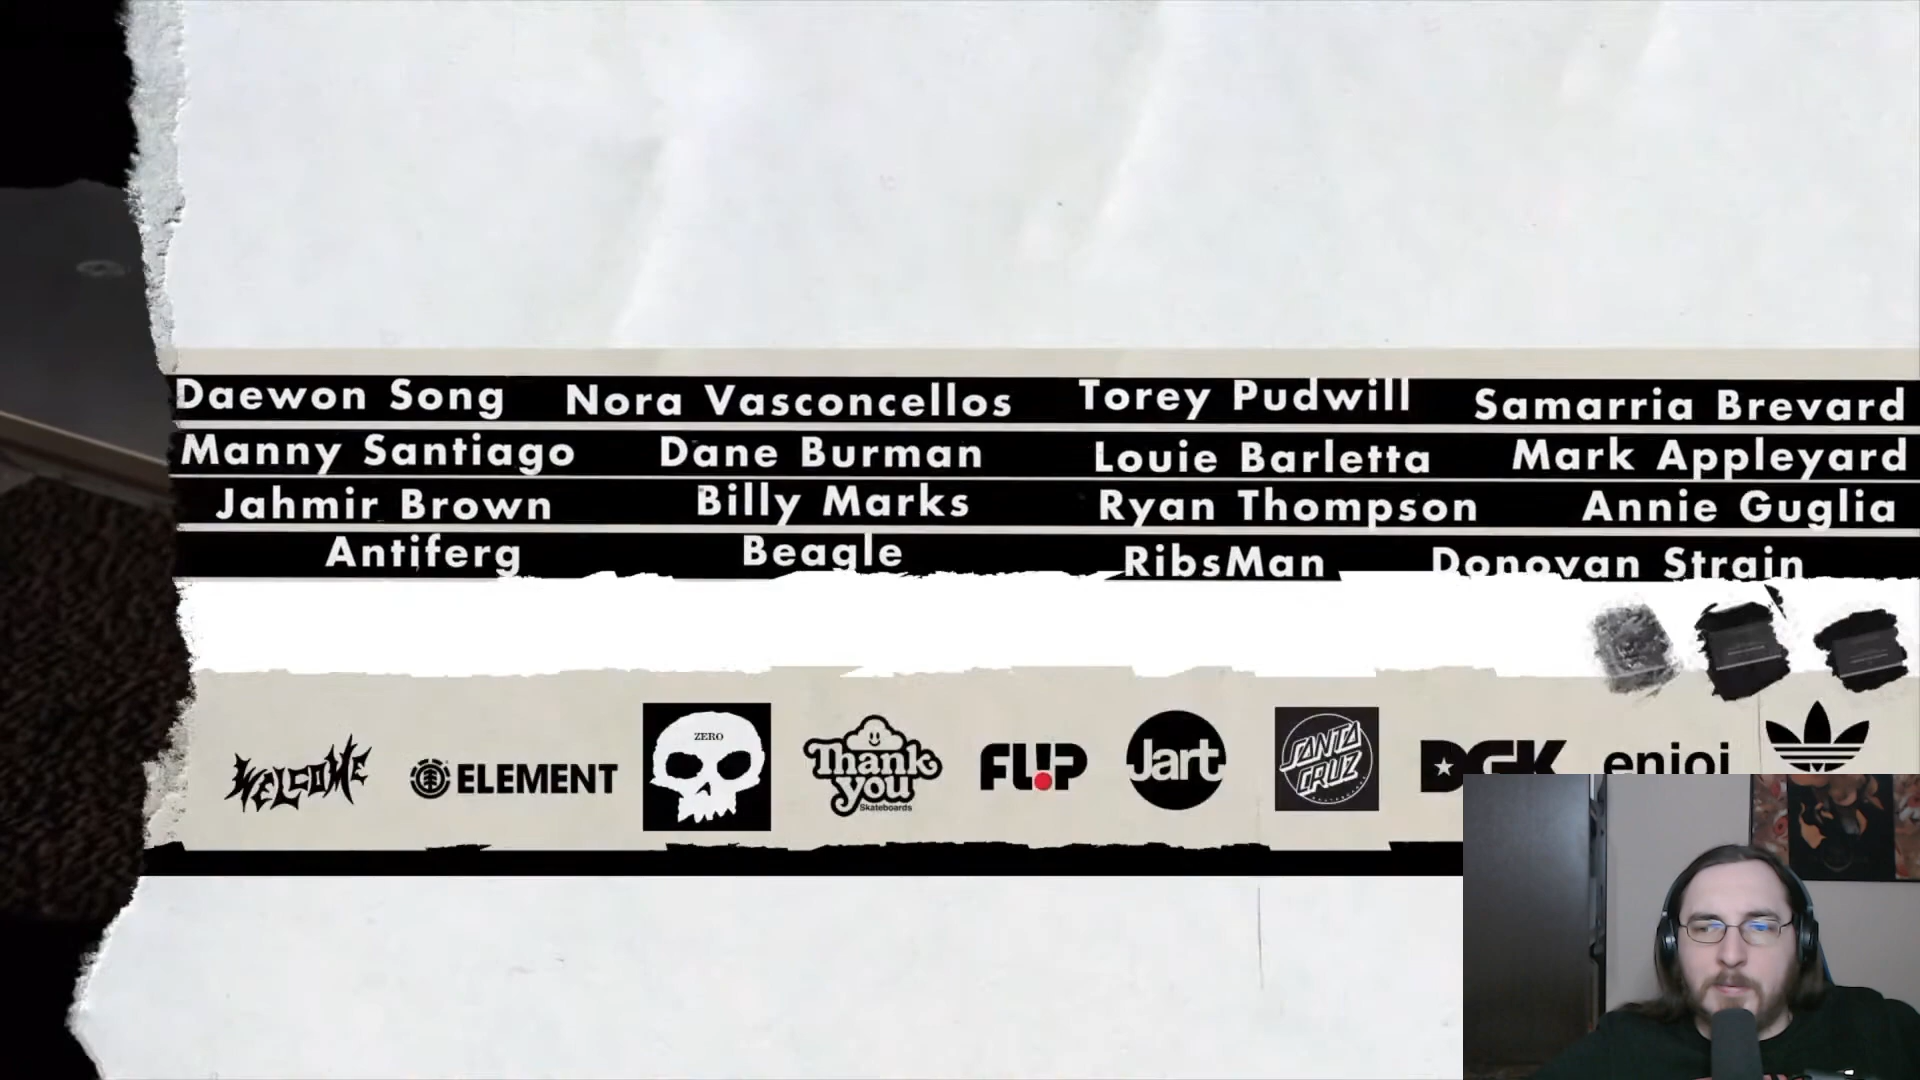 Daewon Song Nora Vasconcellos Torey Pudwill Samarria Brevard
Manny Santiago Dane Burman Louie Barletta Mark Appleyard
Jahmir Brown Billy Marks Ryan Thompson Annie Guglia
Antiferg Beagle RibsMan Donovan Strain
WELCOME ELEMENT ZERO Thank you Skateboards FL!P Jart SANTA CRUZ DGK enjoi